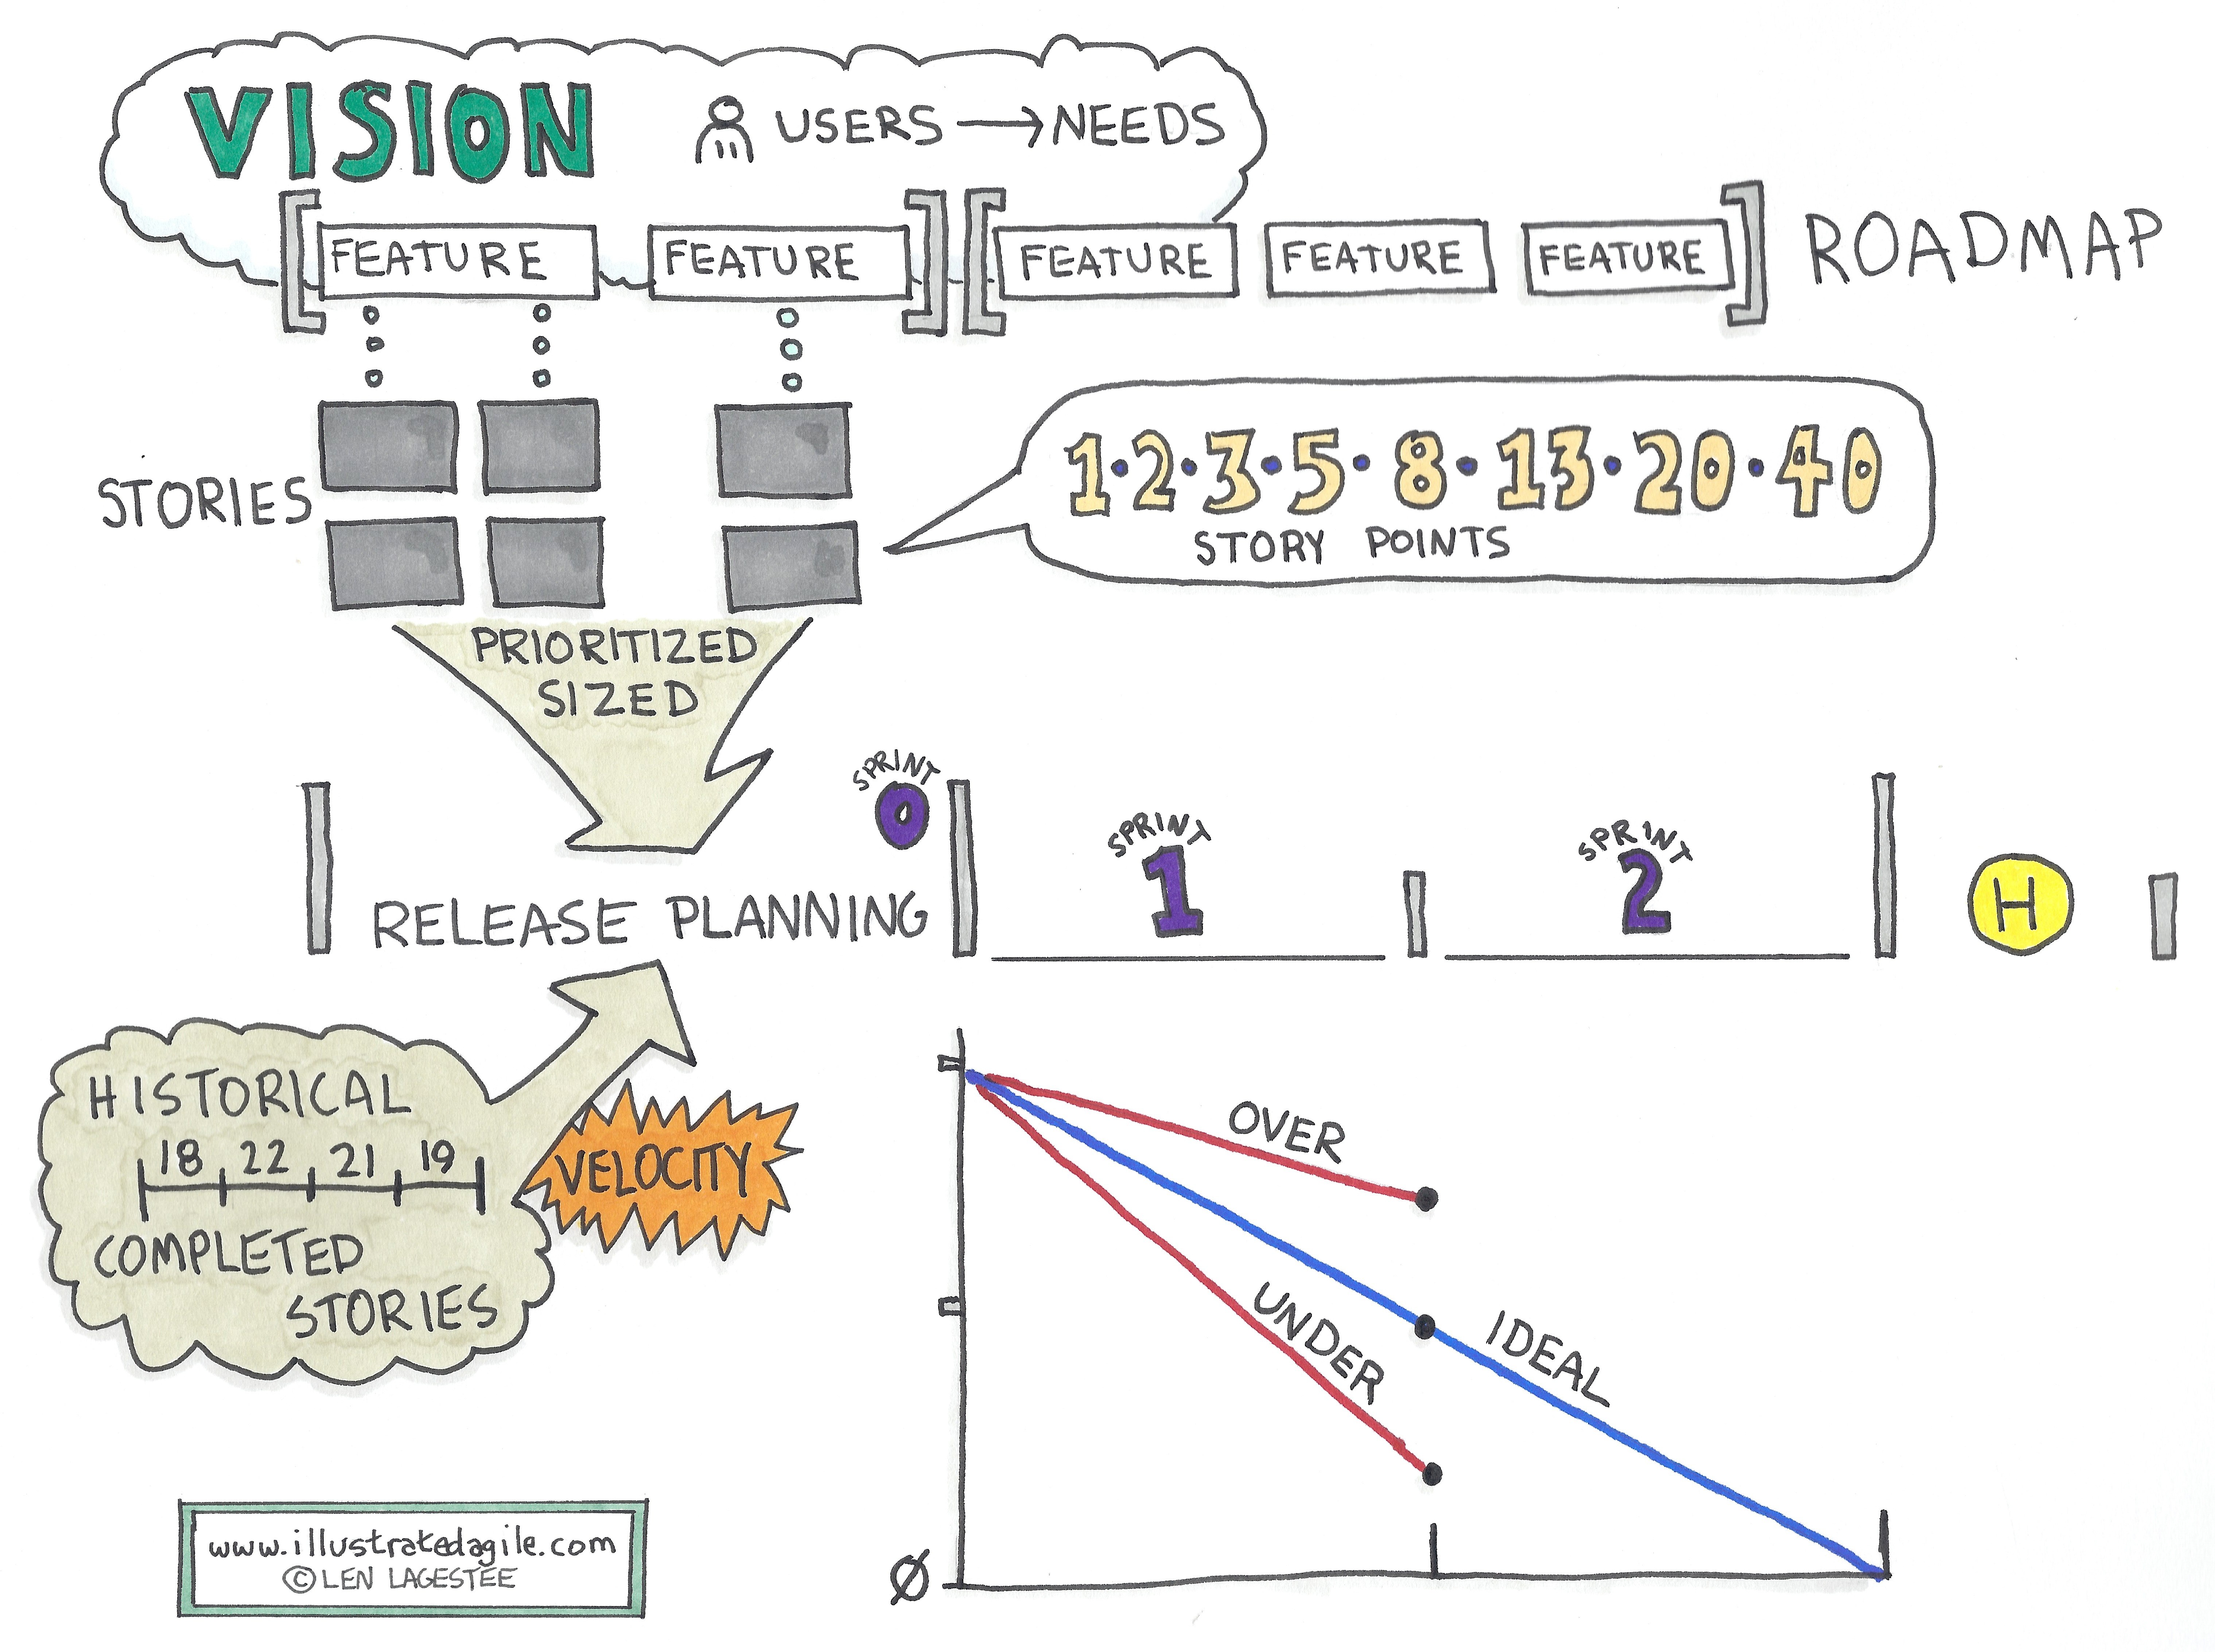 VISION
USERS → NEEDS
FEATURE FEATURE FEATURE FEATURE FEATURE ROADMAP
STORIES
1·2·3·5·8·13·20·40
STORY POINTS
PRIORITIZED
SIZED
SPRINT
0
SPRINT
1
SPRINT
2
H
RELEASE PLANNING
HISTORICAL
18 22 21 19
COMPLETED
STORIES
VELOCITY
OVER
UNDER
IDEAL
Ø
www.illustratedagile.com
© LEN LAGESTEE